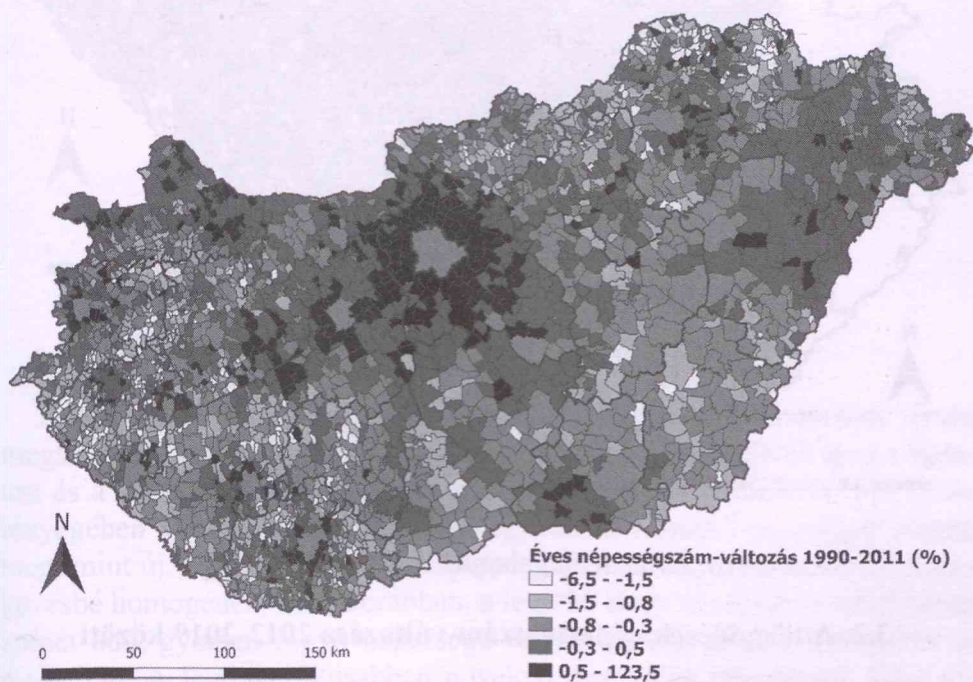 N
Éves népességszám-változás 1990-2011 (%)
-6,5 - -1,5
-1,5 - -0,8
-0,8 - -0,3
-0,3 - 0,5
0,5 - 123,5
0 50 100 150 km